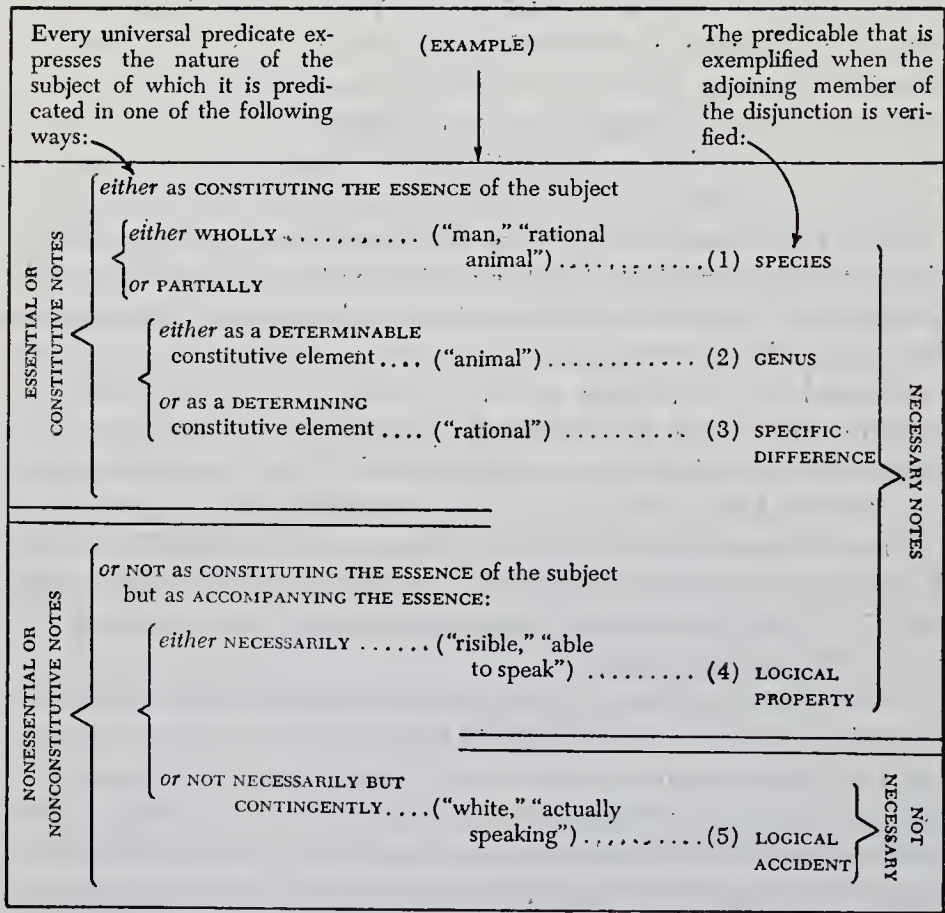 Every universal predicate ex-
presses the nature of the
subject of which it is predi-
cated in one of the following
ways:
(EXAMPLE)
The predicable that is
exemplified when the
adjoining member of
the disjunction is veri-
fied:
ESSENTIAL OR
CONSTITUTIVE NOTES
either as CONSTITUTING THE ESSENCE of the subject
either WHOLLY ............ ("man," "rational
animal") ............ (1) SPECIES
or PARTIALLY
either as a DETERMINABLE
constitutive element .... ("animal") ............ (2) GENUS
or as a DETERMINING
constitutive element .... ("rational") .......... (3) SPECIFIC
DIFFERENCE
NECESSARY NOTES
NONESSENTIAL OR
NONCONSTITUTIVE NOTES
or NOT as CONSTITUTING THE ESSENCE of the subject
but as ACCOMPANYING THE ESSENCE:
either NECESSARILY ...... ("risible," "able
to speak") ......... (4) LOGICAL
PROPERTY
or NOT NECESSARILY BUT
CONTINGENTLY .... ("white," "actually
speaking") .......... (5) LOGICAL
ACCIDENT
NOT
NECESSARY